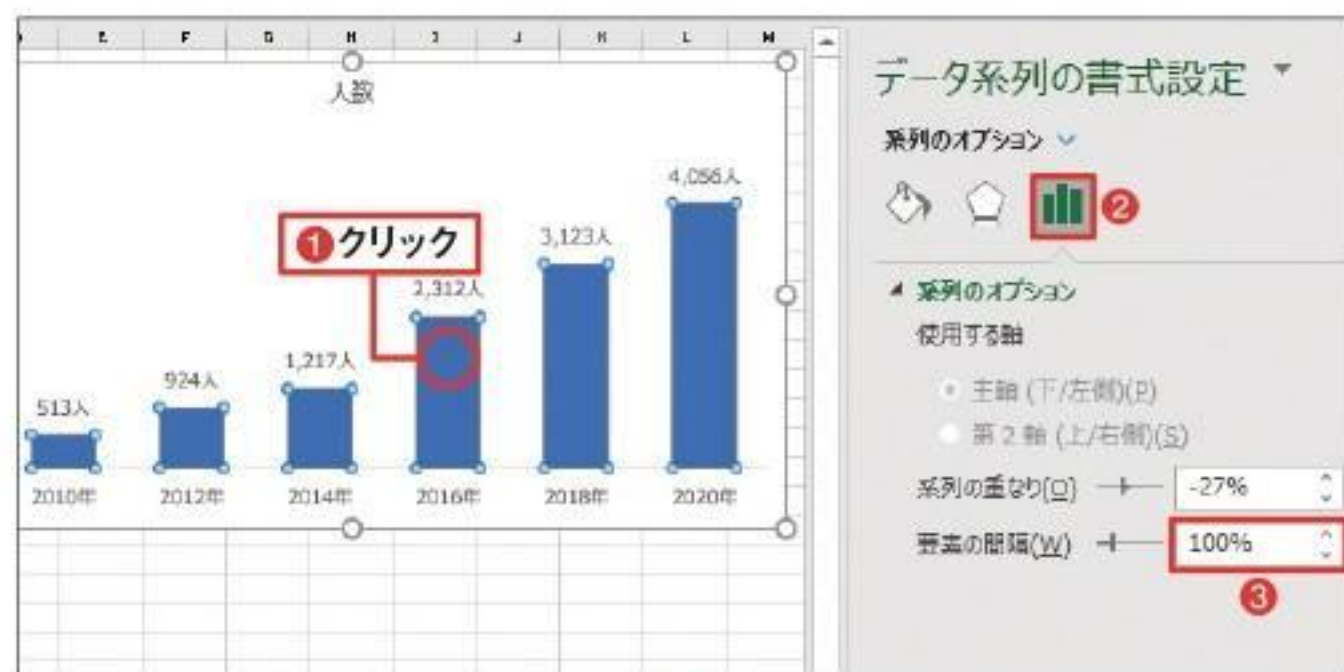 E F G H I J K L M
人数
データ系列の書式設定
系列のオプション
❷
4,056人
3,123人
❶クリック
2,312人
1,217人
924人
513人
2010年 2012年 2014年 2016年 2018年 2020年
系列のオプション
使用する軸
主軸 (下/左側)(P)
第 2 軸 (上/右側)(S)
系列の重なり(O) -27%
要素の間隔(W) 100%
❸